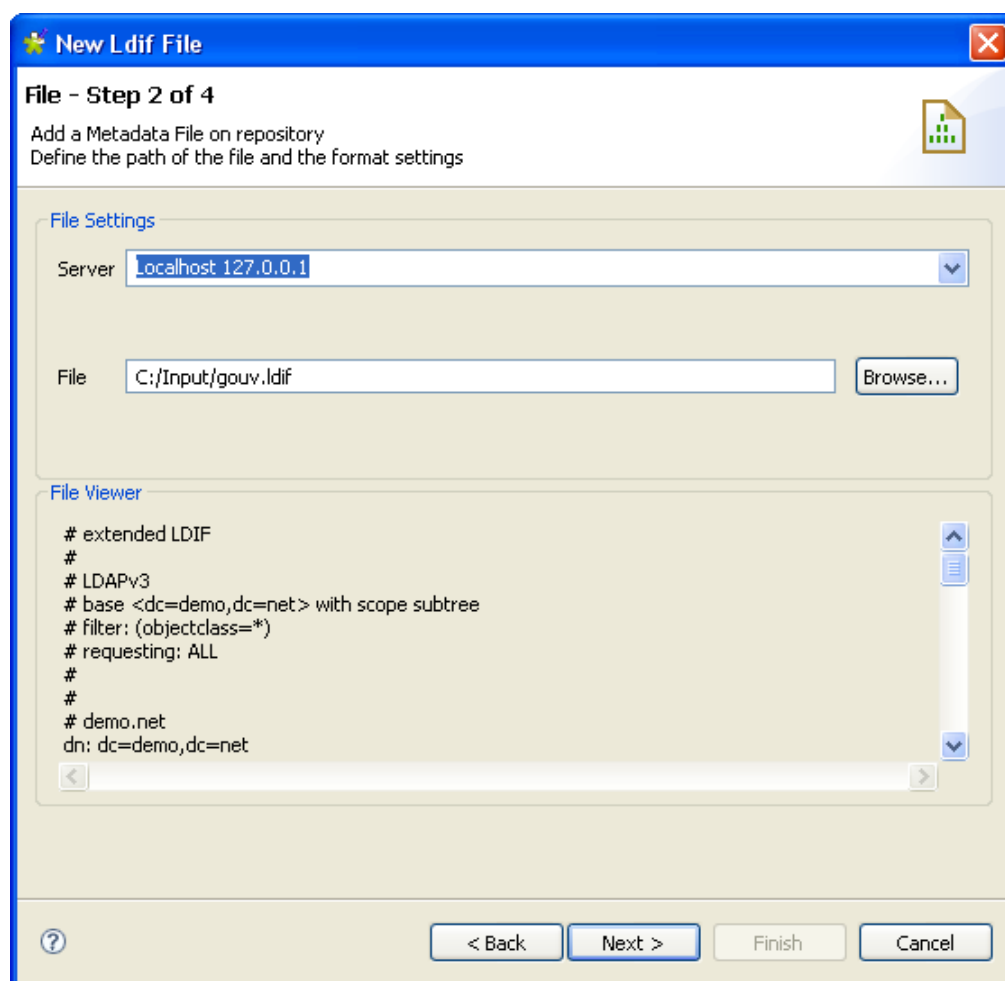 New Ldif File
File - Step 2 of 4
Add a Metadata File on repository
Define the path of the file and the format settings
File Settings
Server Localhost 127.0.0.1
File C:/Input/gouv.ldif Browse...
File Viewer
# extended LDIF
#
# LDAPv3
# base <dc=demo,dc=net> with scope subtree
# filter: (objectclass=*)
# requesting: ALL
#
#
# demo.net
dn: dc=demo,dc=net
? < Back Next > Finish Cancel